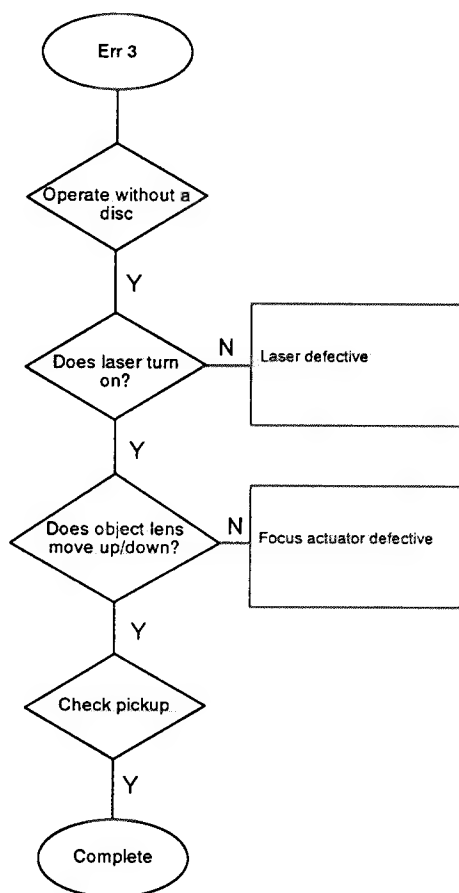 Err 3
Operate without a
disc
Y
Does laser turn
on?
N
Laser defective
Y
Does object lens
move up/down?
N
Focus actuator defective
Y
Check pickup
Y
Complete